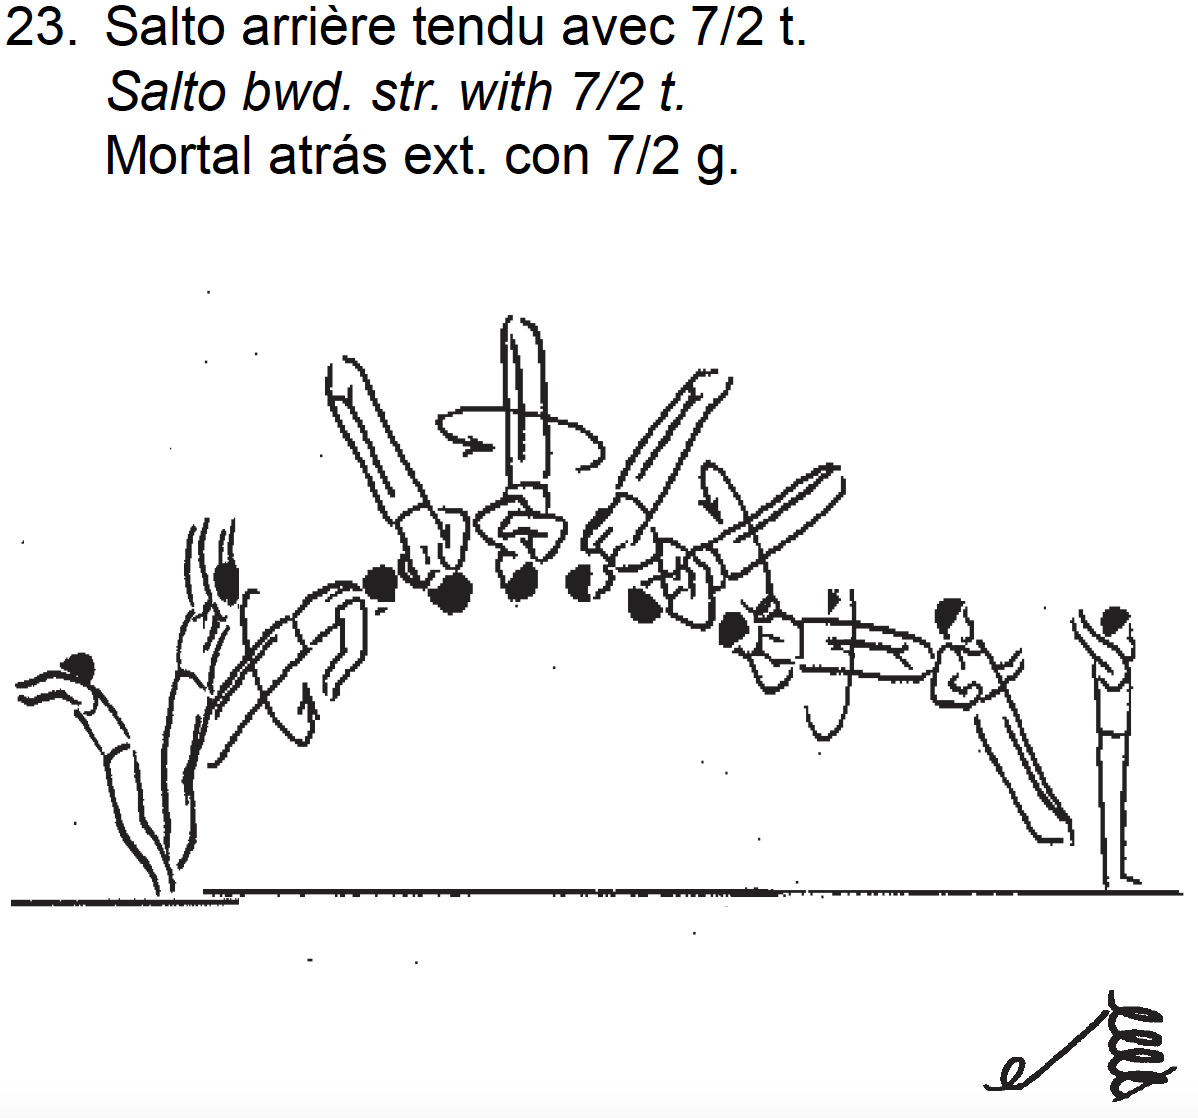 23. Salto arrière tendu avec 7/2 t.
Salto bwd. str. with 7/2 t.
Mortal atrás ext. con 7/2 g.